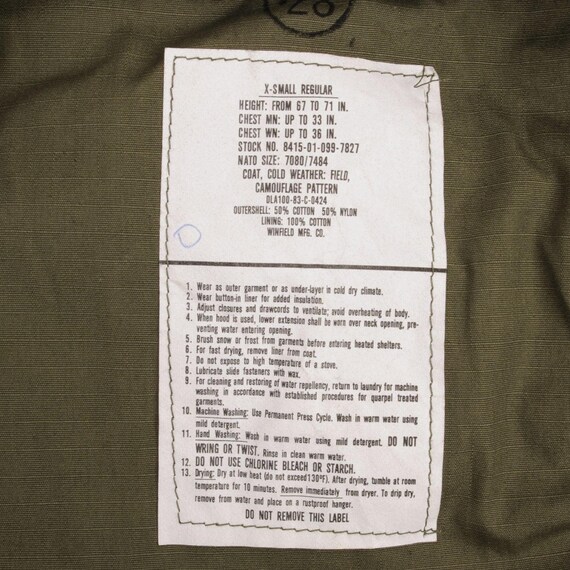 28
X-SMALL REGULAR
HEIGHT: FROM 67 TO 71 IN.
CHEST MN: UP TO 33 IN.
CHEST WN: UP TO 36 IN.
STOCK NO. 8415-01-099-7827
NATO SIZE: 7080/7484
COAT, COLD WEATHER: FIELD,
CAMOUFLAGE PATTERN
DLA100-83-C-0424
OUTERSHELL: 50% COTTON 50% NYLON
LINING: 100% COTTON
WINFIELD MFG. CO.
1. Wear as outer garment or as under-layer in cold dry climate.
2. Wear button-in liner for added insulation.
3. Adjust closures and drawcords to ventilate; avoid overheating of body.
4. When hood is used, lower extension shall be worn over neck opening, pre-
venting water entering opening.
5. Brush snow or frost from garments before entering heated shelters.
6. For fast drying, remove liner from coat.
7. Do not expose to high temperature of a stove.
8. Lubricate slide fasteners with wax.
9. For cleaning and restoring of water repellency, return to laundry for machine
washing in accordance with established procedures for quarpel treated
garments.
10. Machine Washing: Use Permanent Press Cycle. Wash in warm water using
mild detergent.
11. Hand Washing: Wash in warm water using mild detergent. DO NOT
WRING OR TWIST. Rinse in clean warm water.
12. DO NOT USE CHLORINE BLEACH OR STARCH.
13. Drying: Dry at low heat (do not exceed 130°F). After drying, tumble at room
temperature for 10 minutes. Remove immediately from dryer. To drip dry,
remove from water and place on a rustproof hanger.
DO NOT REMOVE THIS LABEL